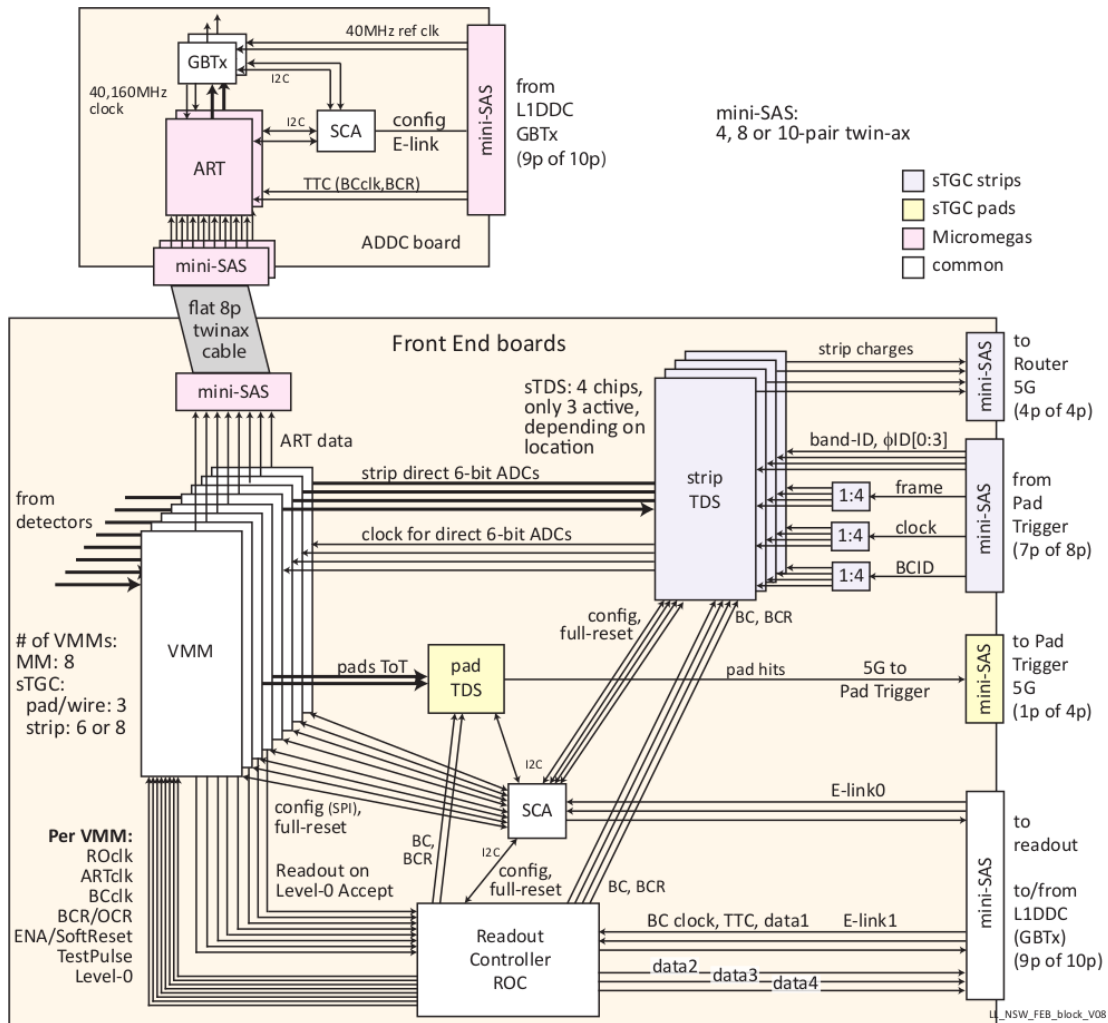 40MHz ref clk
GBTx
I2C
40,160MHz
clock
mini-SAS
from
L1DDC
GBTx
(9p of 10p)
mini-SAS:
4, 8 or 10-pair twin-ax
I2C
SCA
config
E-link
ART
TTC (BCclk,BCR)
sTGC strips
sTGC pads
Micromegas
common
ADDC board
mini-SAS
flat 8p
twinax
cable
Front End boards
mini-SAS
ART data
sTDS: 4 chips,
only 3 active,
depending on
location
strip charges
mini-SAS
to
Router
5G
(4p of 4p)
band-ID, ϕID[0:3]
strip direct 6-bit ADCs
strip
TDS
1:4
frame
1:4
clock
1:4
BCID
mini-SAS
from
Pad
Trigger
(7p of 8p)
from
detectors
clock for direct 6-bit ADCs
config,
full-reset
BC, BCR
# of VMMs:
MM: 8
sTGC:
pad/wire: 3
strip: 6 or 8
VMM
pads ToT
pad
TDS
pad hits
5G to
Pad Trigger
mini-SAS
to Pad
Trigger
5G
(1p of 4p)
I2C
SCA
E-link0
config (SPI),
full-reset
BC,
BCR
I2C
config,
full-reset
BC, BCR
Per VMM:
ROclk
ARTclk
BCclk
BCR/OCR
ENA/SoftReset
TestPulse
Level-0
Readout on
Level-0 Accept
Readout
Controller
ROC
BC clock, TTC, data1
E-link1
data2
data3
data4
mini-SAS
to
readout
to/from
L1DDC
(GBTx)
(9p of 10p)
LL_NSW_FEB_block_V08